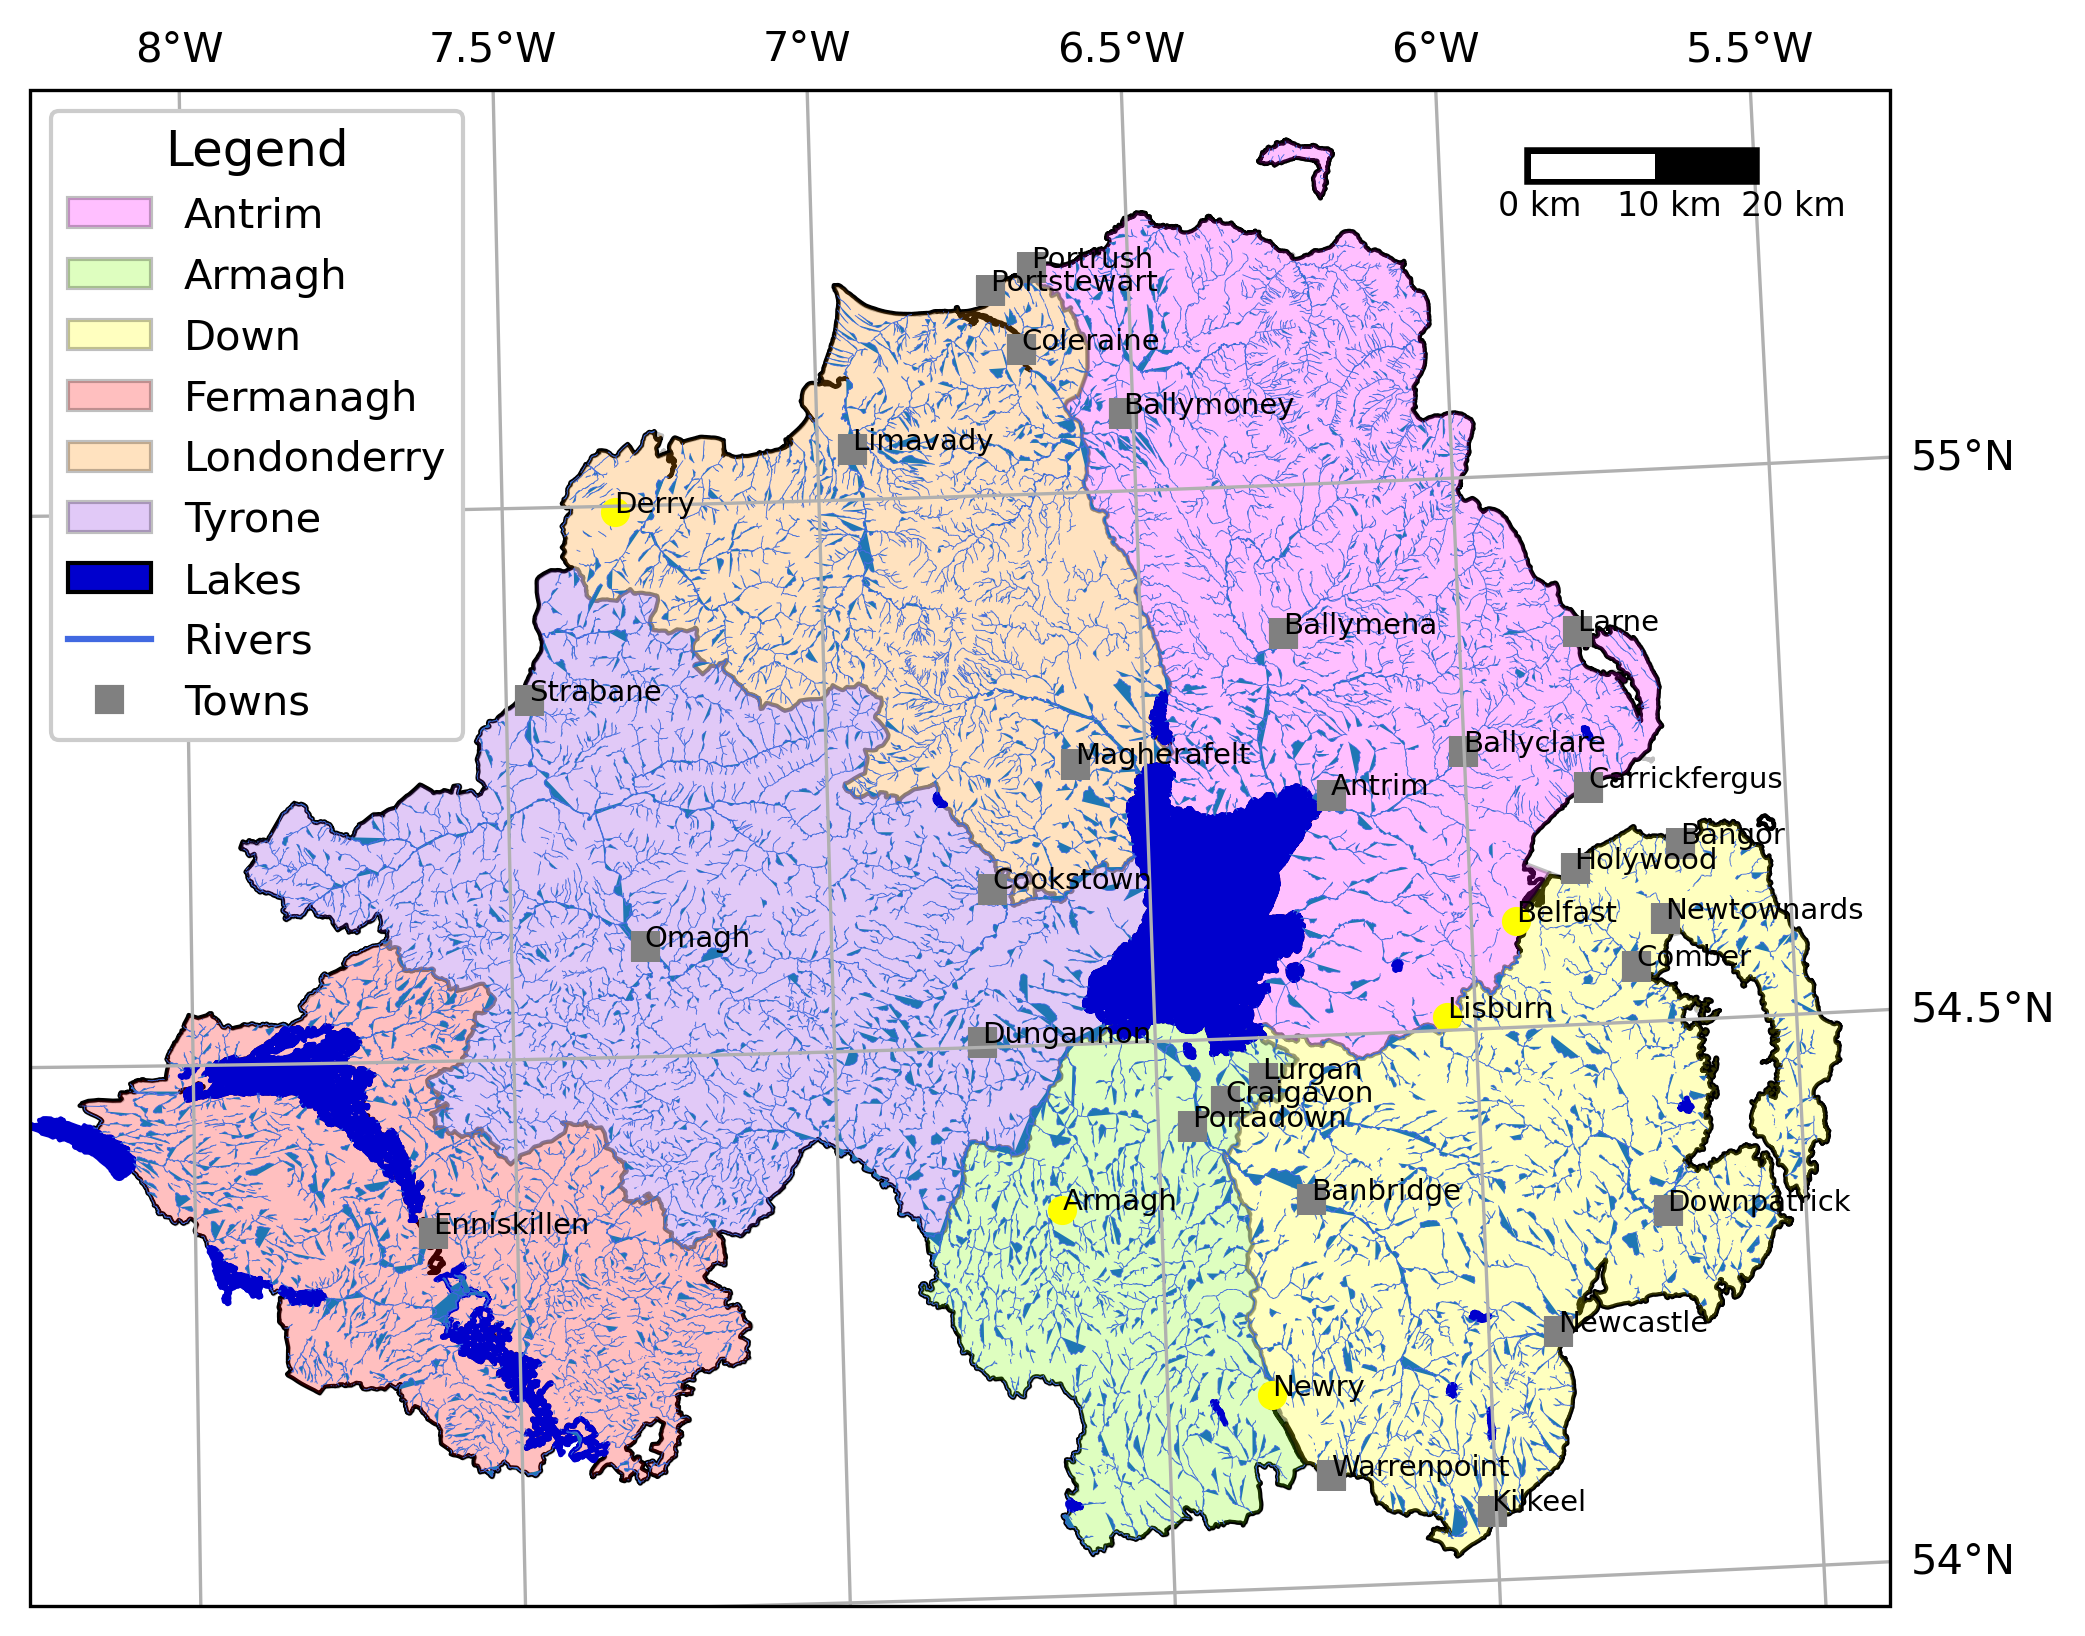 8°W 7.5°W 7°W 6.5°W 6°W 5.5°W
Legend
Antrim
Armagh
Down
Fermanagh
Londonderry
Tyrone
Lakes
Rivers
Towns
0 km 10 km 20 km
Portrush
Portstewart
Coleraine
Ballymoney
Limavady
55°N
Derry
Larne
Ballymena
Strabane
Ballyclare
Magherafelt
Carrickfergus
Antrim
Bangor
Holywood
Cookstown
Newtownards
Belfast
Omagh
Comber
Lisburn
54.5°N
Dungannon
Lurgan
Craigavon
Portadown
Banbridge
Armagh
Downpatrick
Enniskillen
Newcastle
Newry
Warrenpoint
Kilkeel
54°N